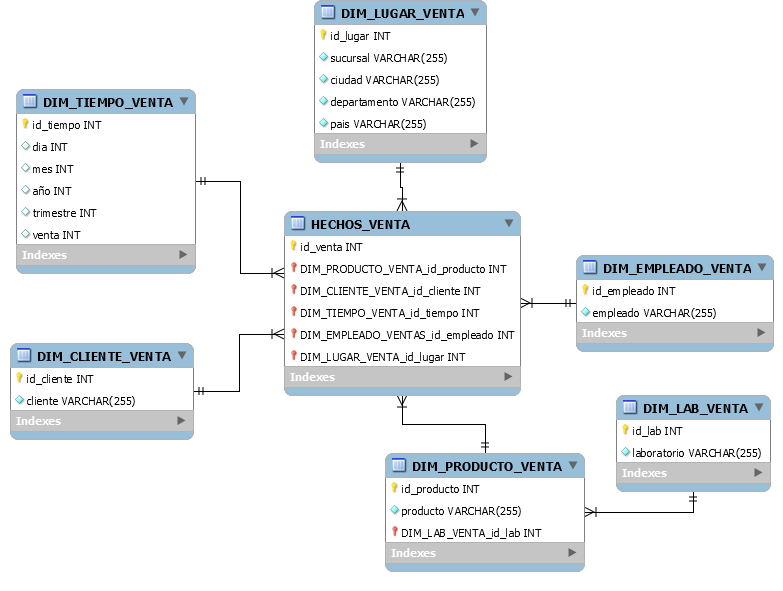 DIM_LUGAR_VENTA
id_lugar INT
sucursal VARCHAR(255)
ciudad VARCHAR(255)
departamento VARCHAR(255)
pais VARCHAR(255)
Indexes
DIM_TIEMPO_VENTA
id_tiempo INT
dia INT
mes INT
año INT
trimestre INT
venta INT
Indexes
HECHOS_VENTA
id_venta INT
DIM_PRODUCTO_VENTA_id_producto INT
DIM_CLIENTE_VENTA_id_cliente INT
DIM_TIEMPO_VENTA_id_tiempo INT
DIM_EMPLEADO_VENTAS_id_empleado INT
DIM_LUGAR_VENTA_id_lugar INT
Indexes
DIM_EMPLEADO_VENTA
id_empleado INT
empleado VARCHAR(255)
Indexes
DIM_CLIENTE_VENTA
id_cliente INT
cliente VARCHAR(255)
Indexes
DIM_LAB_VENTA
id_lab INT
laboratorio VARCHAR(255)
Indexes
DIM_PRODUCTO_VENTA
id_producto INT
producto VARCHAR(255)
DIM_LAB_VENTA_id_lab INT
Indexes